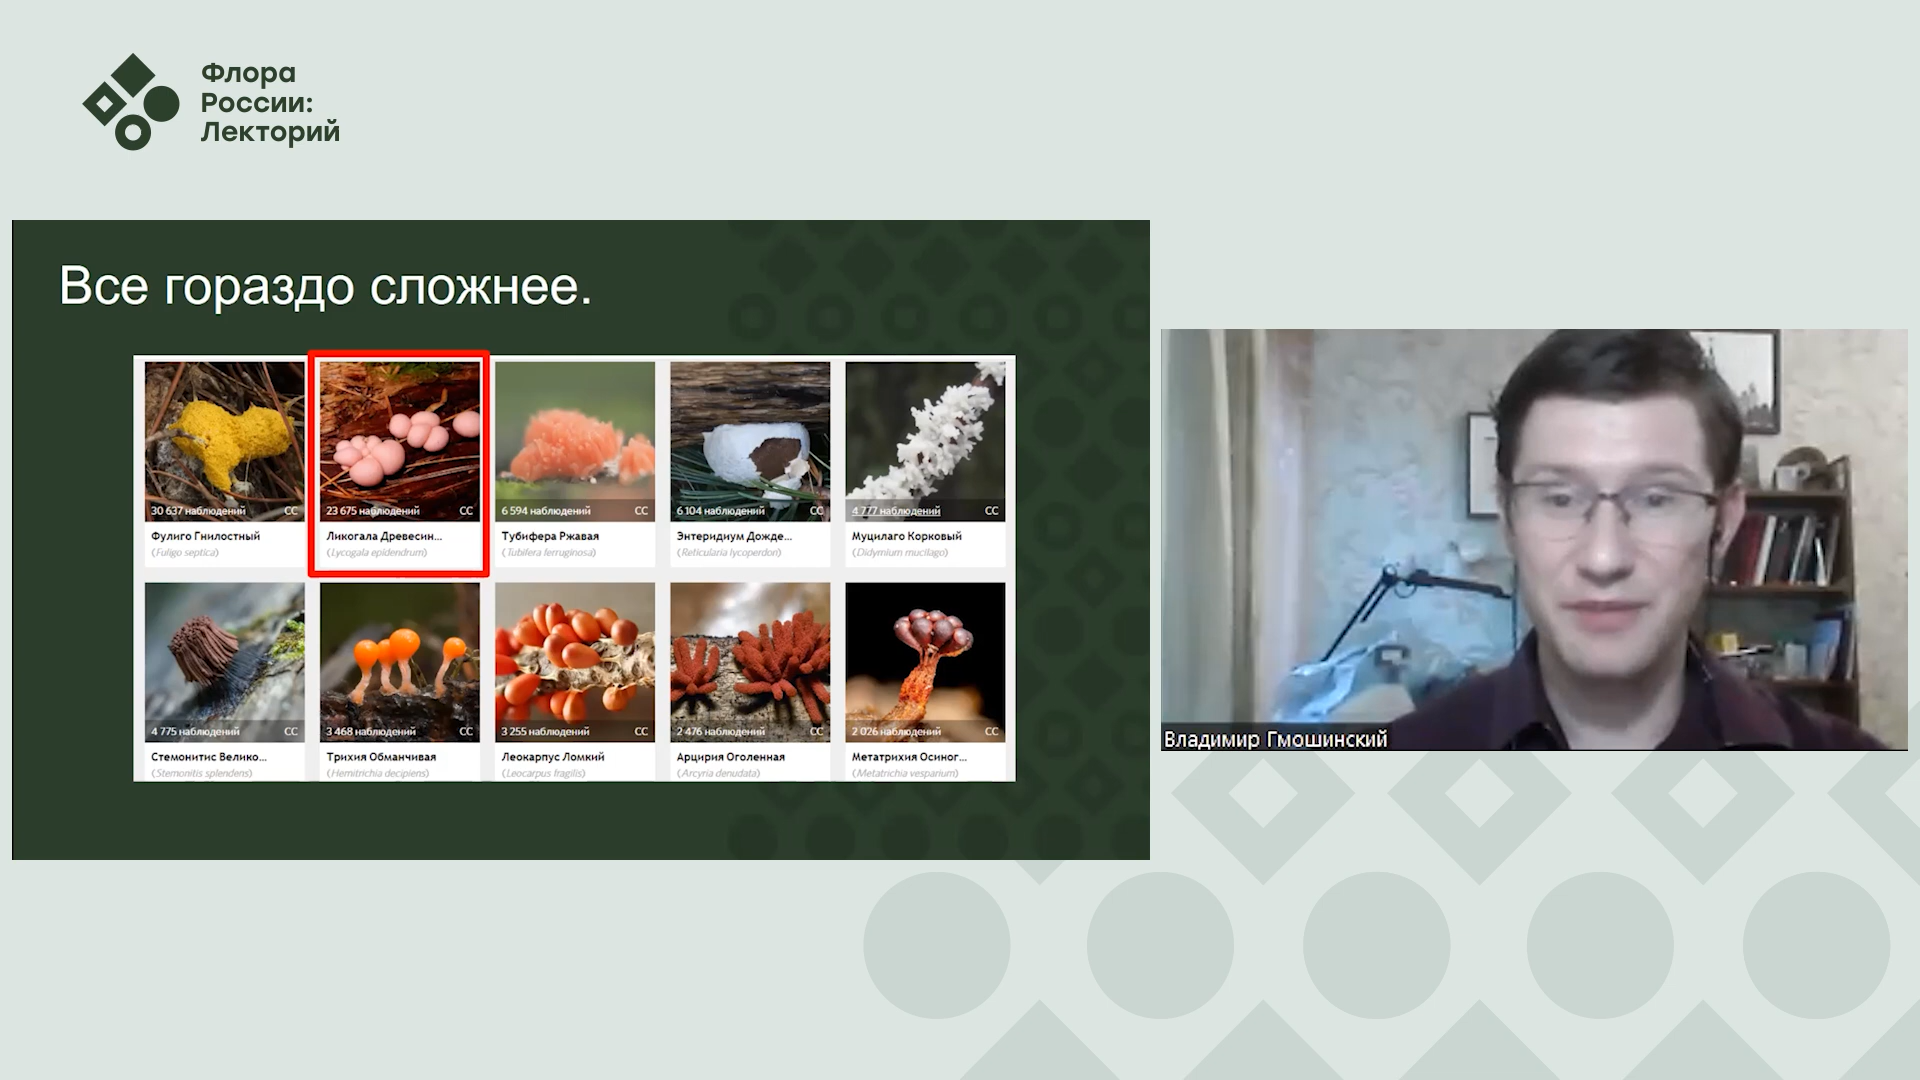 Флора
России:
Лекторий
Все гораздо сложнее.
30 637 наблюдений CC
23 675 наблюдений CC
6 594 наблюдений CC
6 104 наблюдений CC
4 777 наблюдений CC
Фулиго Гнилостный
Ликогала Древесин...
Тубифера Ржавая
Энтеридиум Дожде...
Муцилаго Корковый
(Fuligo septica)
(Lycogala epidendrum)
(Tubifera ferruginosa)
(Reticularia lycoperdon)
(Didymium mucilago)
4 775 наблюдений CC
3 468 наблюдений CC
3 255 наблюдений CC
2 476 наблюдений CC
2 026 наблюдений CC
Стемонитис Велико...
Трихия Обманчивая
Леокарпус Ломкий
Арцирия Оголенная
Метатрихия Осиног...
(Stemonitis splendens)
(Hemitrichia decipiens)
(Leocarpus fragilis)
(Arcyria denudata)
(Metatrichia vesparium)
Владимир Гмошинский